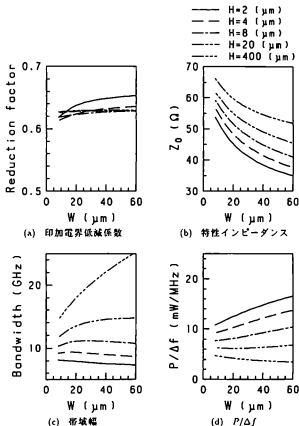 H=2 (μm)
H=4 (μm)
H=8 (μm)
H=20 (μm)
H=400 (μm)
Reduction factor
0.7
0.6
0.5
0 20 40 60
W (μm)
(a) 印加電界低減係数
Z₀ (Ω)
70
60
50
40
30
0 20 40 60
W (μm)
(b) 特性インピーダンス
Bandwidth (GHz)
20
10
0 20 40 60
W (μm)
(c) 帯域幅
P/Δf (mW/MHz)
20
10
0
0 20 40 60
W (μm)
(d) P/Δf